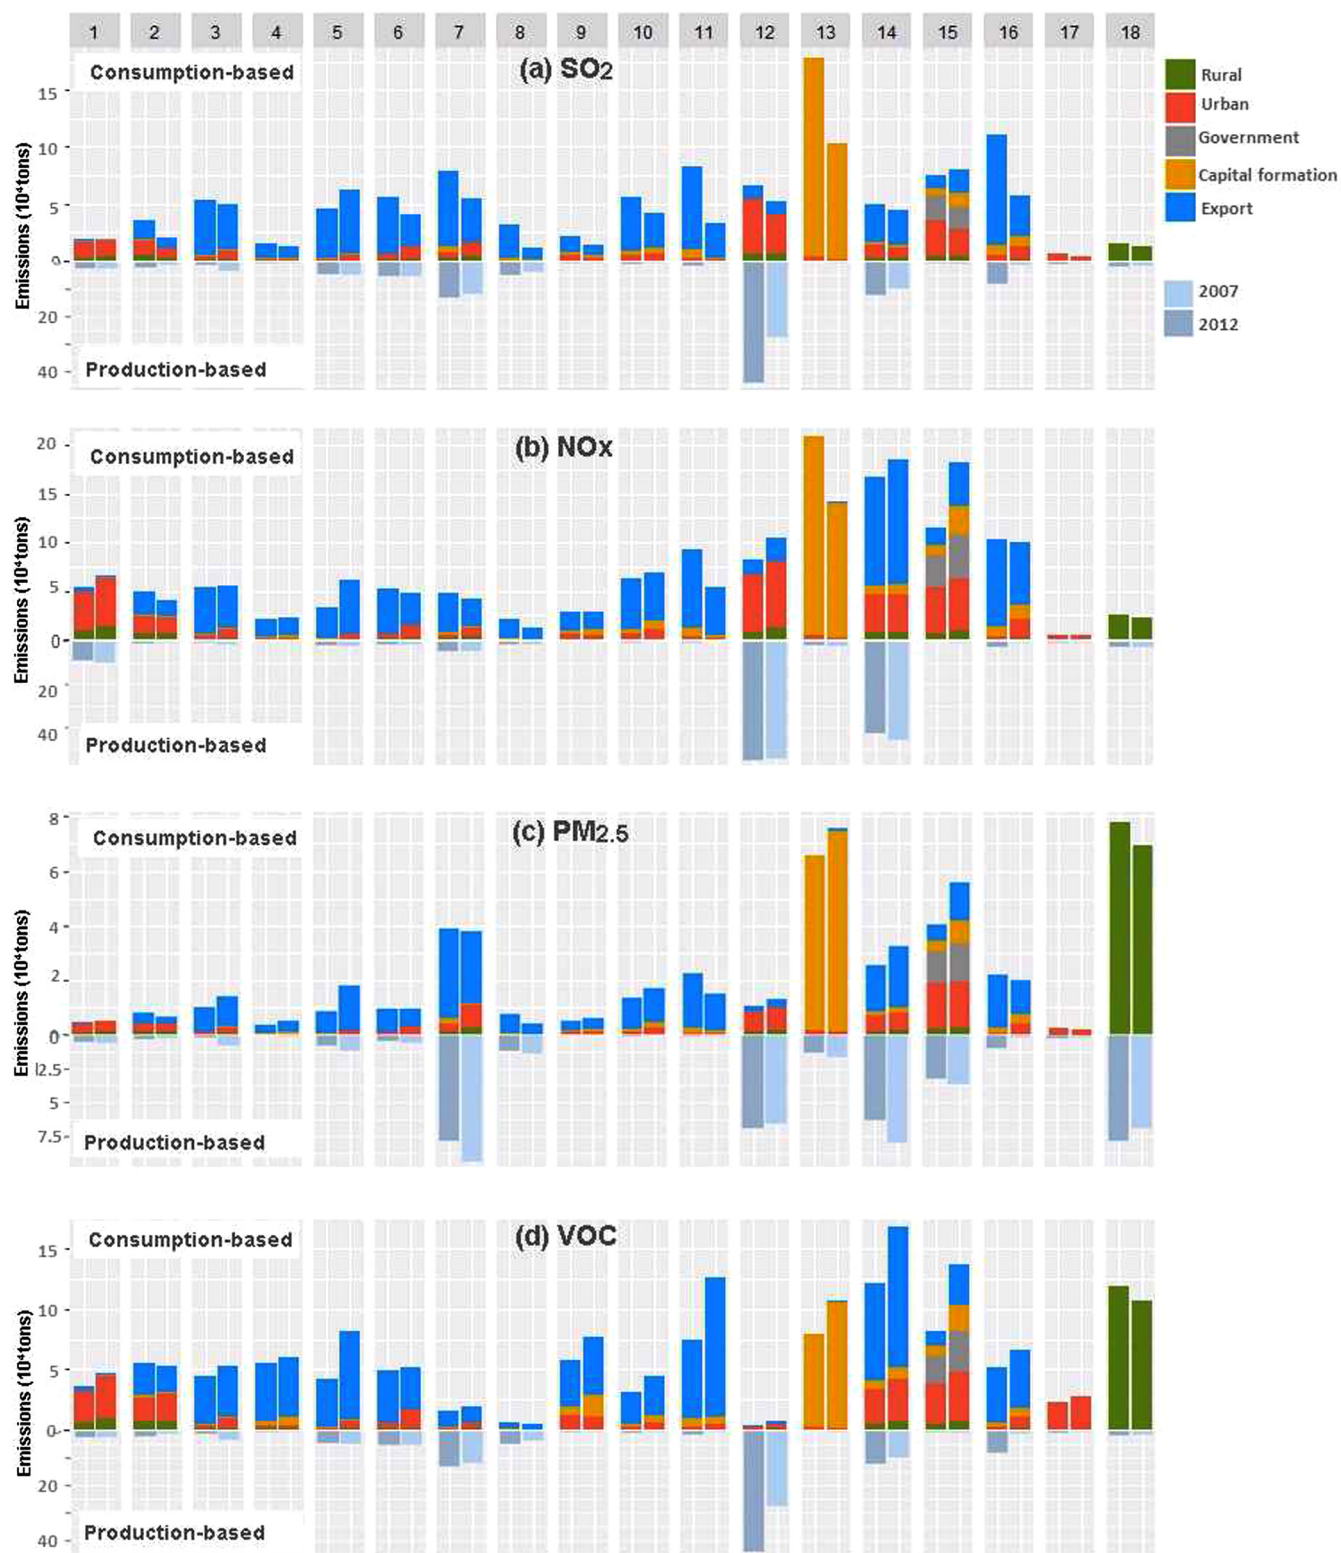 1 2 3 4 5 6 7 8 9 10 11 12 13 14 15 16 17 18
Consumption-based
(a) SO2
Emissions (10⁴tons)
15
10
5
0
20
40
Production-based
Rural
Urban
Government
Capital formation
Export
2007
2012
Consumption-based
(b) NOx
Emissions (10⁴tons)
20
15
10
5
0
20
40
Production-based
Consumption-based
(c) PM2.5
Emissions (10⁴tons)
8
6
4
2
0
2.5
5
7.5
Production-based
Consumption-based
(d) VOC
Emissions (10⁴tons)
15
10
5
0
20
40
Production-based